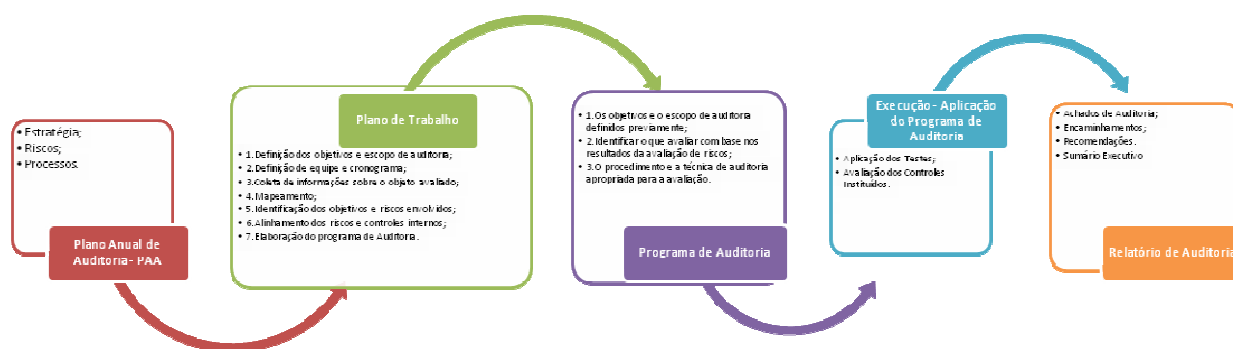 • Estratégia;
• Riscos;
• Processos.
Plano Anual de
Auditoria- PAA
Plano de Trabalho
• 1. Definição dos objetivos e escopo de auditoria;
• 2. Definição de equipe e cronograma;
• 3.Coleta de informações sobre o objeto avaliado;
• 4. Mapeamento;
• 5. Identificação dos objetivos e riscos envolvidos;
• 6. Alinhamento dos riscos e controles internos;
• 7. Elaboração do programa de Auditoria.
• 1.Os objetivos e o escopo de auditoria
definidos previamente;
• 2.Identificar o que avaliar com base nos
resultados da avaliação de riscos;
• 3.O procedimento e a técnica de auditoria
apropriada para a avaliação.
Programa de Auditoria
Execução - Aplicação
do Programa de
Auditoria
• Aplicação dos Testes;
• Avaliação dos Controles
Instituídos.
• Achados de Auditoria;
• Encaminhamentos;
• Recomendações.
• Sumário Executivo
Relatório de Auditoria